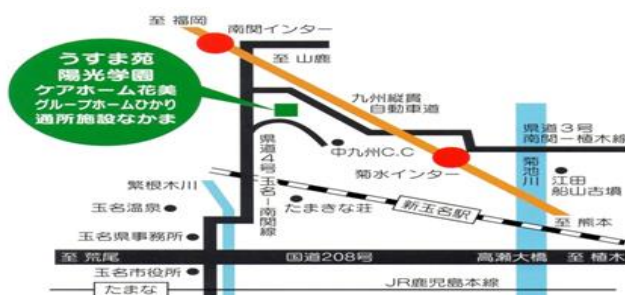 至 福岡
南関インター
至 山鹿
うすま苑
陽光学園
ケアホーム花美
グループホームひかり
通所施設なかま
九州縦貫
自動車道
県道3号
南関ー植木線
県道4号
玉名ー南関線
中九州C.C
菊水インター
菊池川
江田
船山古墳
繁根木川
玉名温泉
たまきな荘
新玉名駅
至 熊本
玉名県事務所
至 荒尾
国道208号
高瀬大橋
至 植木
玉名市役所
たまな
JR鹿児島本線